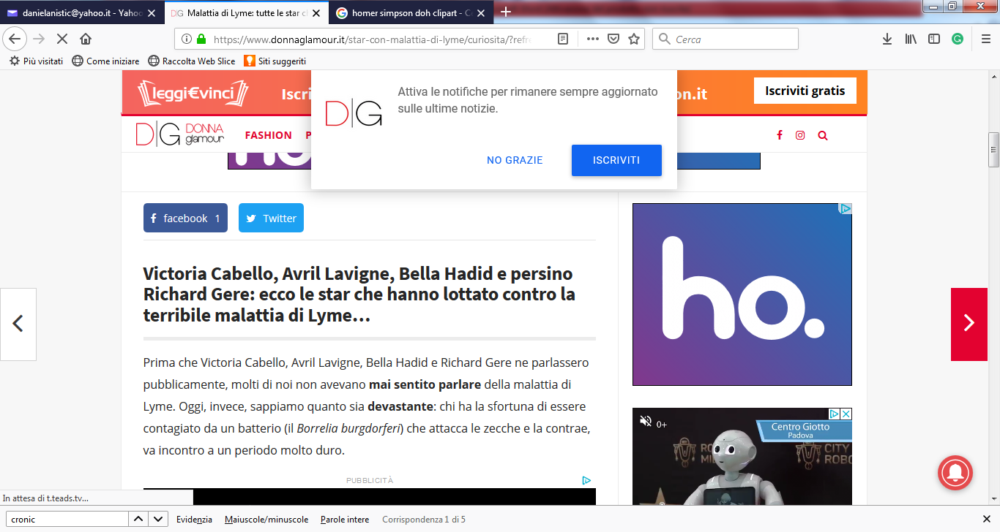 danielanistic@yahoo.it - Yahoo
DG Malattia di Lyme: tutte le star c
homer simpson doh clipart - C
https://www.donnaglamour.it/star-con-malattia-di-lyme/curiosita/?refre
Cerca
Più visitati
Come iniziare
Raccolta Web Slice
Siti suggeriti
leggi€vinci
Iscri
on.it
Iscriviti gratis
D|G
Attiva le notifiche per rimanere sempre aggiornato
sulle ultime notizie.
NO GRAZIE
ISCRIVITI
D|G DONNA
glamour
FASHION
P
facebook 1
Twitter
Victoria Cabello, Avril Lavigne, Bella Hadid e persino
Richard Gere: ecco le star che hanno lottato contro la
terribile malattia di Lyme…
Prima che Victoria Cabello, Avril Lavigne, Bella Hadid e Richard Gere ne parlassero
pubblicamente, molti di noi non avevano mai sentito parlare della malattia di
Lyme. Oggi, invece, sappiamo quanto sia devastante: chi ha la sfortuna di essere
contagiato da un batterio (il Borrelia burgdorferi) che attacca le zecche e la contrae,
va incontro a un periodo molto duro.
PUBBLICITÀ
ho.
0+
Centro Giotto
Padova
CITY
ROBO
In attesa di t.teads.tv...
cronic
Evidenzia
Maiuscole/minuscole
Parole intere
Corrispondenza 1 di 5